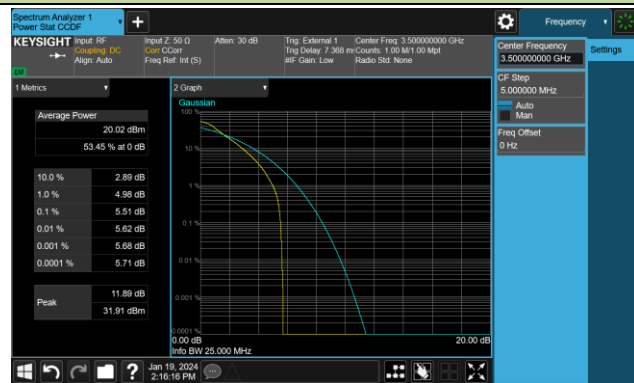 Spectrum Analyzer 1
Power Stat CCDF
Frequency
KEYSIGHT
Input: RF
Coupling: DC
Align: Auto
Input Z: 50 Ω
Corr CCorr
Freq Ref: Int (S)
Atten: 30 dB
Trig: External 1
Trig Delay: 7.368 m
#IF Gain: Low
Center Freq: 3.500000000 GHz
Counts: 1.00 M/1.00 Mpt
Radio Std: None
1 Metrics
Average Power
20.02 dBm
53.45 % at 0 dB
10.0 % 2.89 dB
1.0 % 4.98 dB
0.1 % 5.51 dB
0.01 % 5.62 dB
0.001 % 5.68 dB
0.0001 % 5.71 dB
Peak 11.89 dB
31.91 dBm
2 Graph
Gaussian
100 %
10 %
1 %
0.1 %
0.01 %
0.001 %
0.0001 %
0.00 dB 20.00 dB
Info BW 25.000 MHz
Center Frequency
3.500000000 GHz
Settings
CF Step
5.000000 MHz
Auto
Man
Freq Offset
0 Hz
Jan 19, 2024
2:16:16 PM